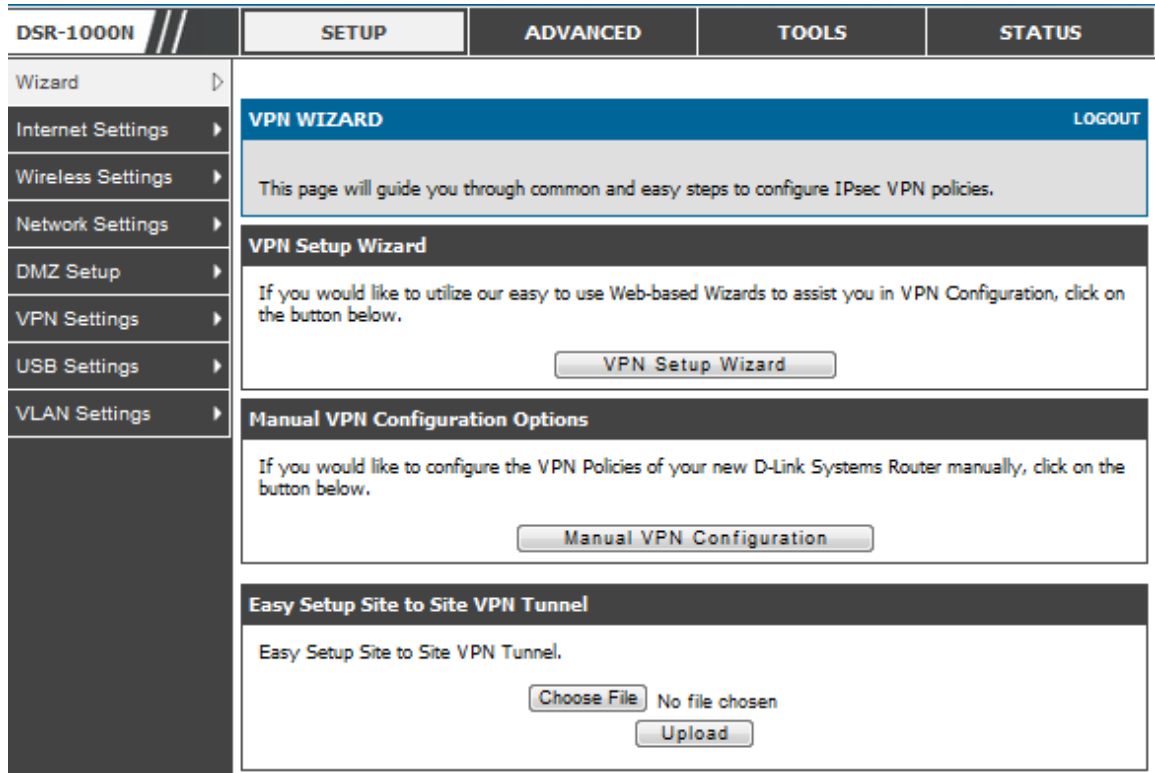 DSR-1000N
SETUP
ADVANCED
TOOLS
STATUS
Wizard
Internet Settings
Wireless Settings
Network Settings
DMZ Setup
VPN Settings
USB Settings
VLAN Settings
VPN WIZARD
LOGOUT
This page will guide you through common and easy steps to configure IPsec VPN policies.
VPN Setup Wizard
If you would like to utilize our easy to use Web-based Wizards to assist you in VPN Configuration, click on
the button below.
VPN Setup Wizard
Manual VPN Configuration Options
If you would like to configure the VPN Policies of your new D-Link Systems Router manually, click on the
button below.
Manual VPN Configuration
Easy Setup Site to Site VPN Tunnel
Easy Setup Site to Site VPN Tunnel.
Choose File No file chosen
Upload